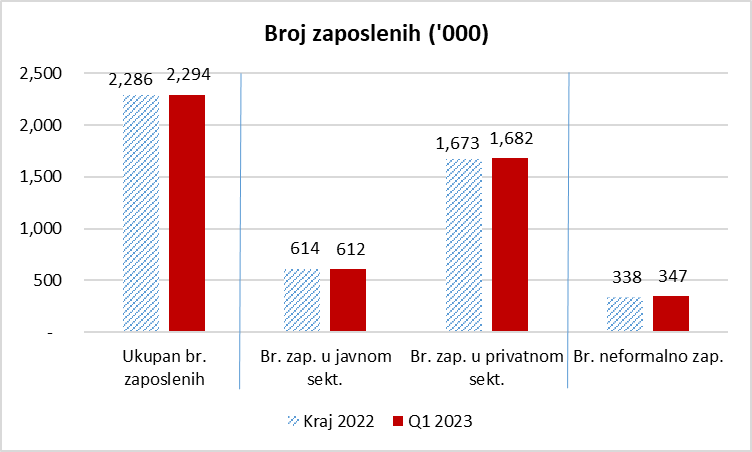 Broj zaposlenih ('000)
2,500
2,000
1,500
1,000
500
-
2,286
2,294
614
612
1,673
1,682
338
347
Ukupan br.
zaposlenih
Br. zap. u javnom
sekt.
Br. zap. u privatnom
sekt.
Br. neformalno zap.
Kraj 2022
Q1 2023